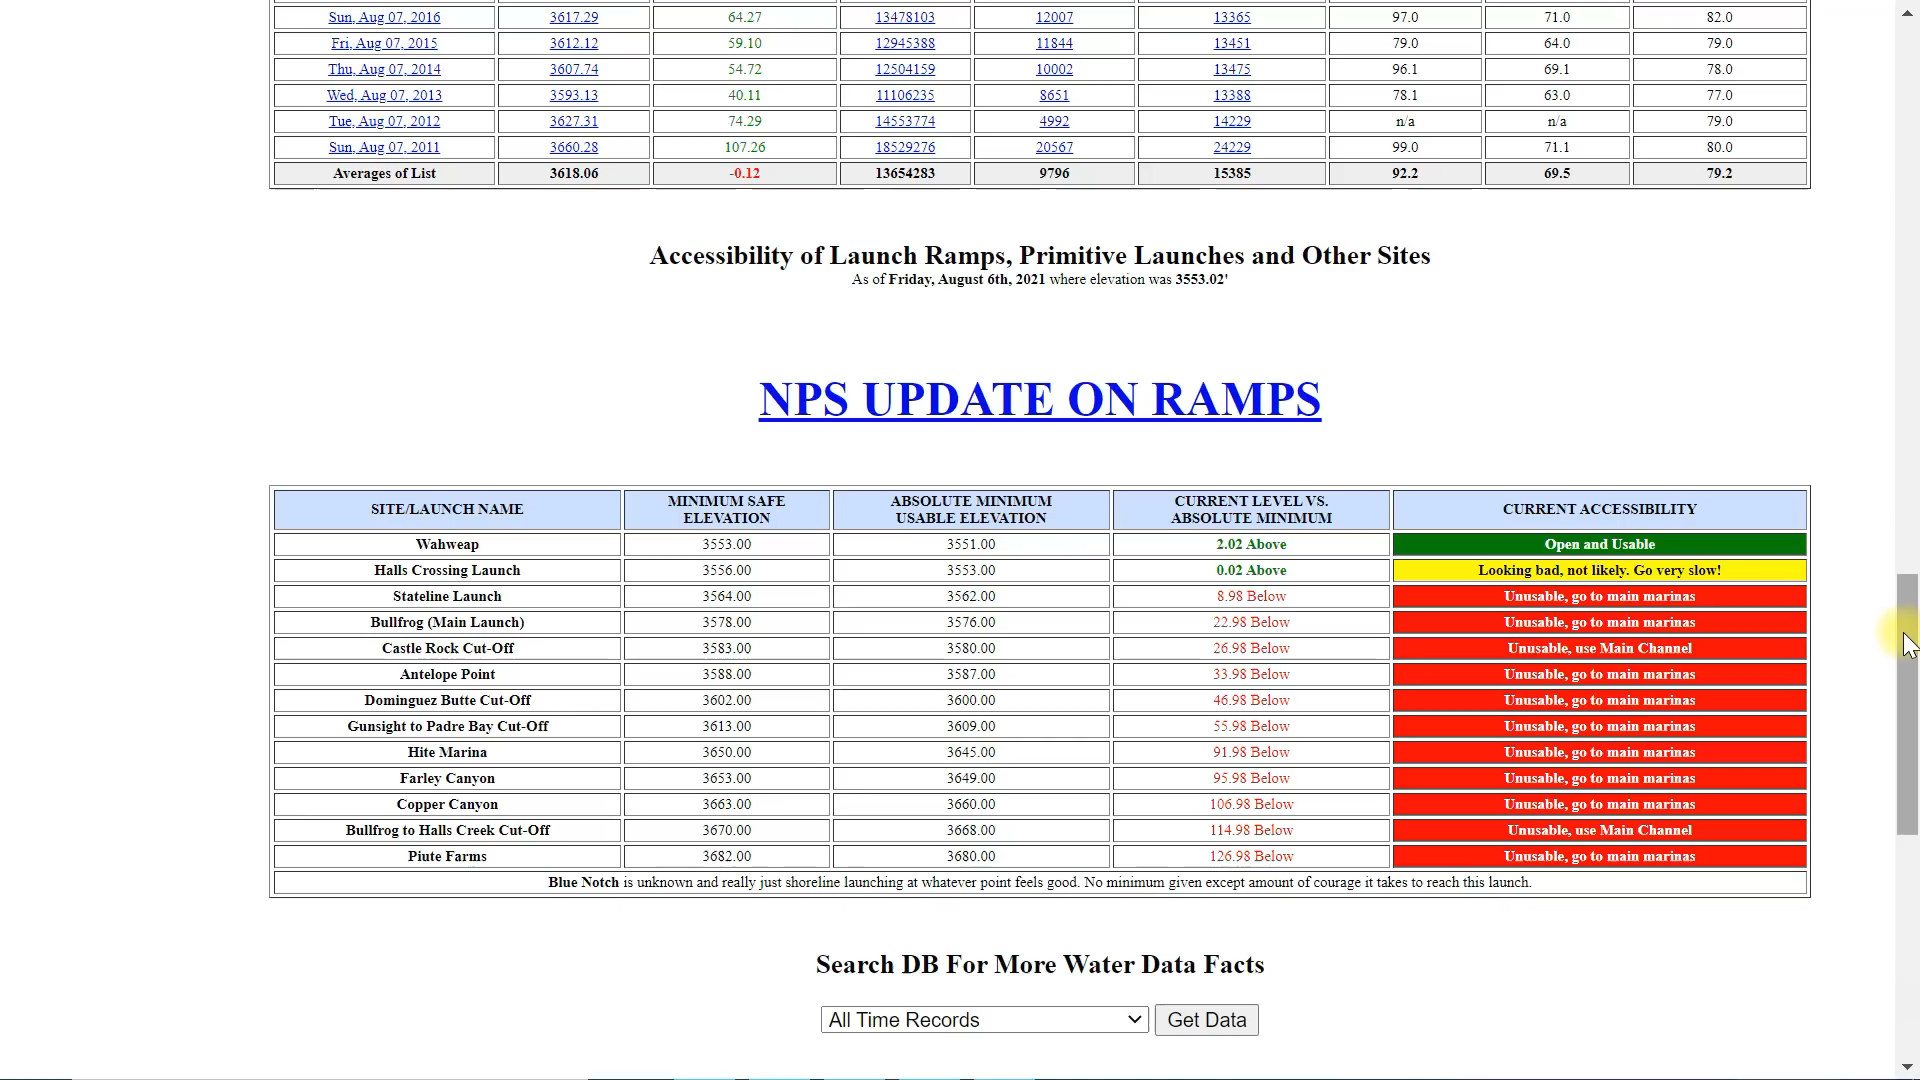 Sun, Aug 07, 2016 3617.29 64.27 13478103 12007 13365 97.0 71.0 82.0
Fri, Aug 07, 2015 3612.12 59.10 12945388 11844 13451 79.0 64.0 79.0
Thu, Aug 07, 2014 3607.74 54.72 12504159 10002 13475 96.1 69.1 78.0
Wed, Aug 07, 2013 3593.13 40.11 11106235 8651 13388 78.1 63.0 77.0
Tue, Aug 07, 2012 3627.31 74.29 14553774 4992 14229 n/a n/a 79.0
Sun, Aug 07, 2011 3660.28 107.26 18529276 20567 24229 99.0 71.1 80.0
Averages of List 3618.06 -0.12 13654283 9796 15385 92.2 69.5 79.2
Accessibility of Launch Ramps, Primitive Launches and Other Sites
As of Friday, August 6th, 2021 where elevation was 3553.02'
NPS UPDATE ON RAMPS
SITE/LAUNCH NAME MINIMUM SAFE ELEVATION ABSOLUTE MINIMUM USABLE ELEVATION CURRENT LEVEL VS. ABSOLUTE MINIMUM CURRENT ACCESSIBILITY
Wahweap 3553.00 3551.00 2.02 Above Open and Usable
Halls Crossing Launch 3556.00 3553.00 0.02 Above Looking bad, not likely. Go very slow!
Stateline Launch 3564.00 3562.00 8.98 Below Unusable, go to main marinas
Bullfrog (Main Launch) 3578.00 3576.00 22.98 Below Unusable, go to main marinas
Castle Rock Cut-Off 3583.00 3580.00 26.98 Below Unusable, use Main Channel
Antelope Point 3588.00 3587.00 33.98 Below Unusable, go to main marinas
Dominguez Butte Cut-Off 3602.00 3600.00 46.98 Below Unusable, go to main marinas
Gunsight to Padre Bay Cut-Off 3613.00 3609.00 55.98 Below Unusable, go to main marinas
Hite Marina 3650.00 3645.00 91.98 Below Unusable, go to main marinas
Farley Canyon 3653.00 3649.00 95.98 Below Unusable, go to main marinas
Copper Canyon 3663.00 3660.00 106.98 Below Unusable, go to main marinas
Bullfrog to Halls Creek Cut-Off 3670.00 3668.00 114.98 Below Unusable, use Main Channel
Piute Farms 3682.00 3680.00 126.98 Below Unusable, go to main marinas
Blue Notch is unknown and really just shoreline launching at whatever point feels good. No minimum given except amount of courage it takes to reach this launch.
Search DB For More Water Data Facts
All Time Records Get Data